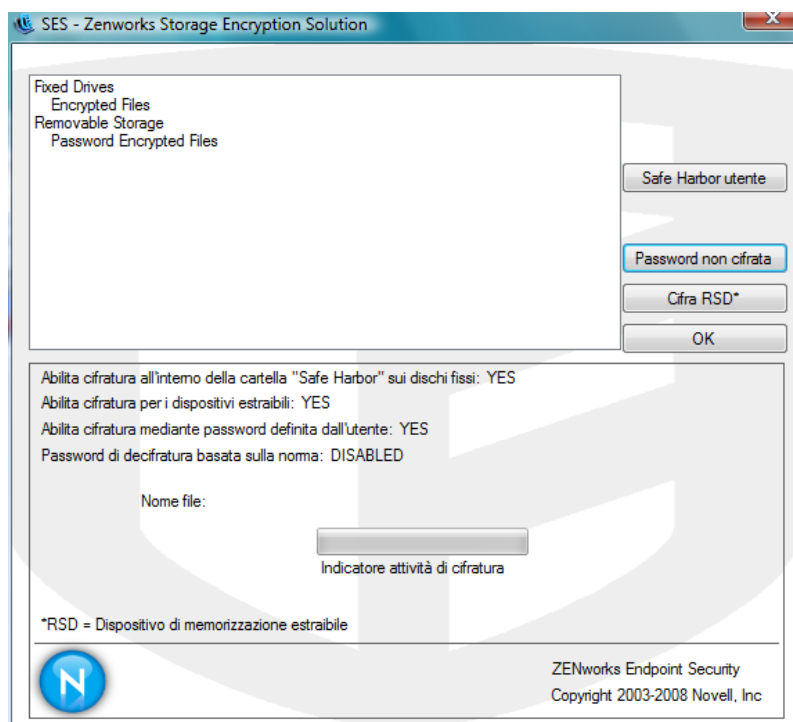 SES - Zenworks Storage Encryption Solution
X
Fixed Drives
Encrypted Files
Removable Storage
Password Encrypted Files
Safe Harbor utente
Password non cifrata
Cifra RSD*
OK
Abilita cifratura all'interno della cartella "Safe Harbor" sui dischi fissi: YES
Abilita cifratura per i dispositivi estraibili: YES
Abilita cifratura mediante password definita dall'utente: YES
Password di decifratura basata sulla norma: DISABLED
Nome file:
Indicatore attività di cifratura
*RSD = Dispositivo di memorizzazione estraibile
N
ZENworks Endpoint Security
Copyright 2003-2008 Novell, Inc